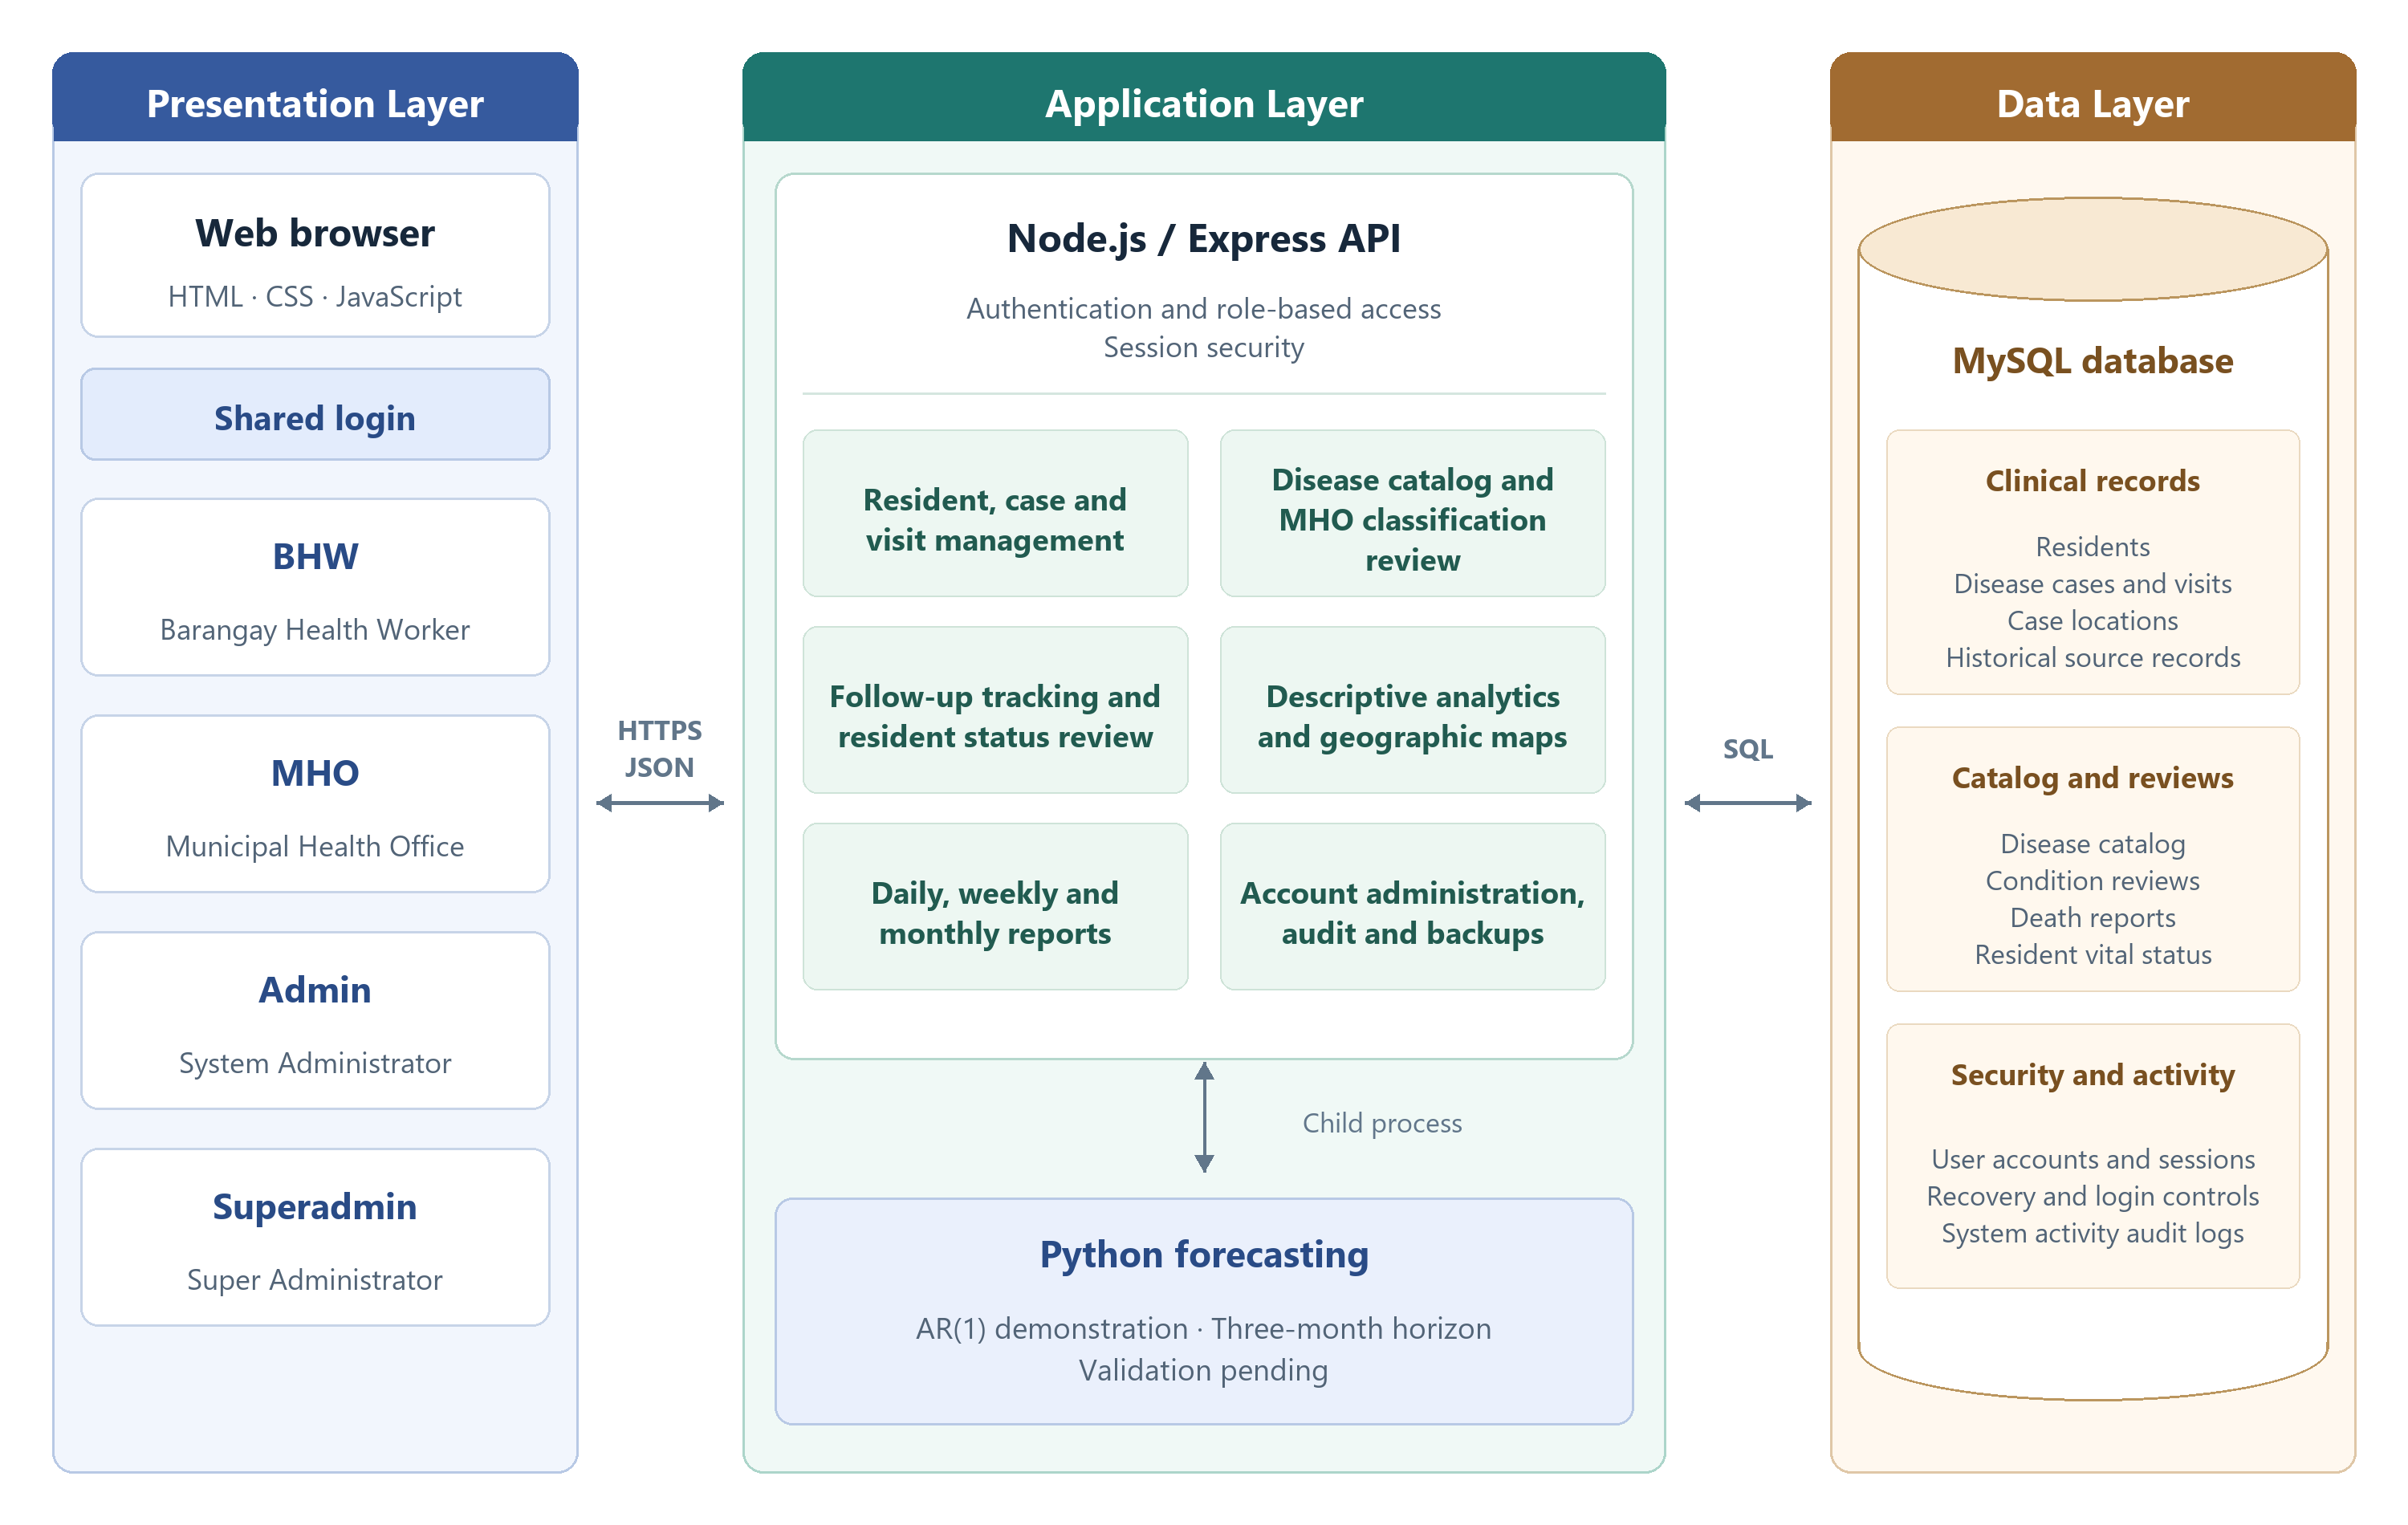 Presentation Layer
Web browser
HTML · CSS · JavaScript
Shared login
BHW
Barangay Health Worker
MHO
Municipal Health Office
Admin
System Administrator
Superadmin
Super Administrator
HTTPS
JSON
Application Layer
Node.js / Express API
Authentication and role-based access
Session security
Resident, case and
visit management
Disease catalog and
MHO classification
review
Follow-up tracking and
resident status review
Descriptive analytics
and geographic maps
Daily, weekly and
monthly reports
Account administration,
audit and backups
Child process
Python forecasting
AR(1) demonstration · Three-month horizon
Validation pending
SQL
Data Layer
MySQL database
Clinical records
Residents
Disease cases and visits
Case locations
Historical source records
Catalog and reviews
Disease catalog
Condition reviews
Death reports
Resident vital status
Security and activity
User accounts and sessions
Recovery and login controls
System activity audit logs